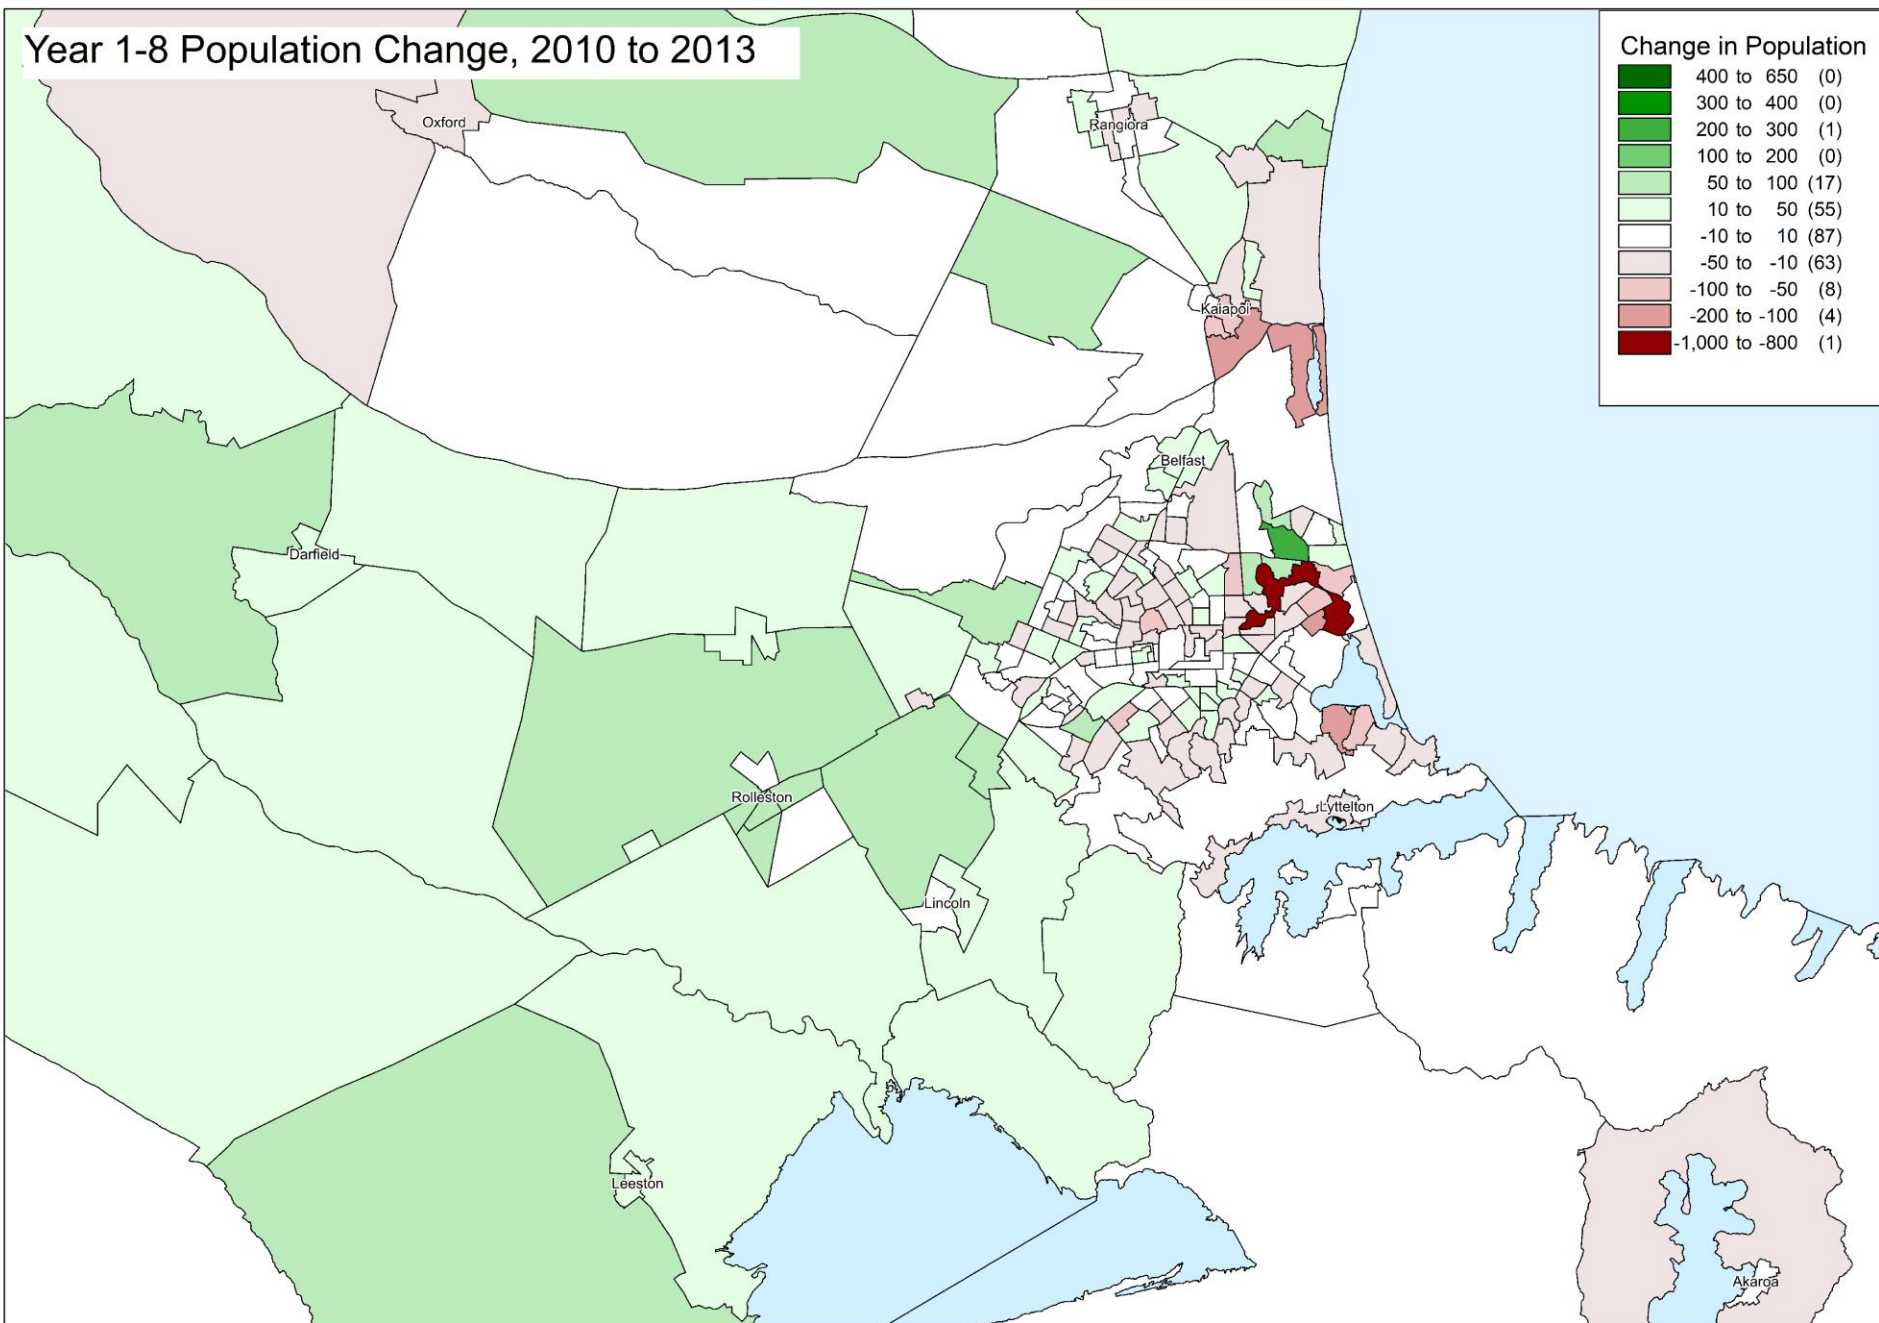 Year 1-8 Population Change, 2010 to 2013
Change in Population
400 to 650 (0)
300 to 400 (0)
200 to 300 (1)
100 to 200 (0)
50 to 100 (17)
10 to 50 (55)
-10 to 10 (87)
-50 to -10 (63)
-100 to -50 (8)
-200 to -100 (4)
-1,000 to -800 (1)
Oxford
Rangiora
Kaiapoi
Belfast
Darfield
Rolleston
Lyttelton
Lincoln
Leeston
Akaroa